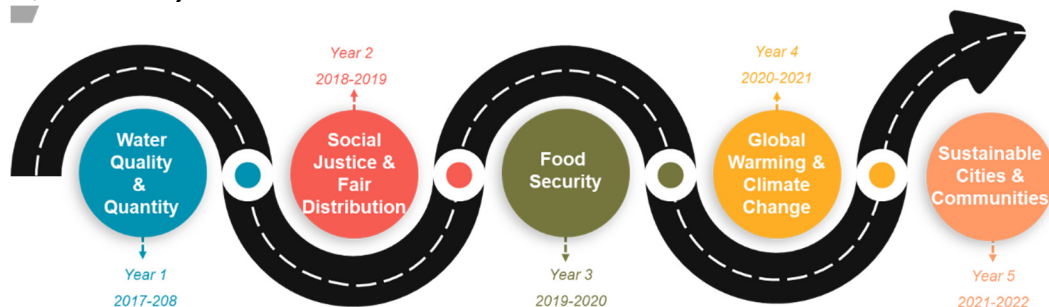 Water
Quality
&
Quantity
Year 1
2017-208
Year 2
2018-2019
Social
Justice &
Fair
Distribution
Food
Security
Year 3
2019-2020
Year 4
2020-2021
Global
Warming &
Climate
Change
Sustainable
Cities &
Communities
Year 5
2021-2022